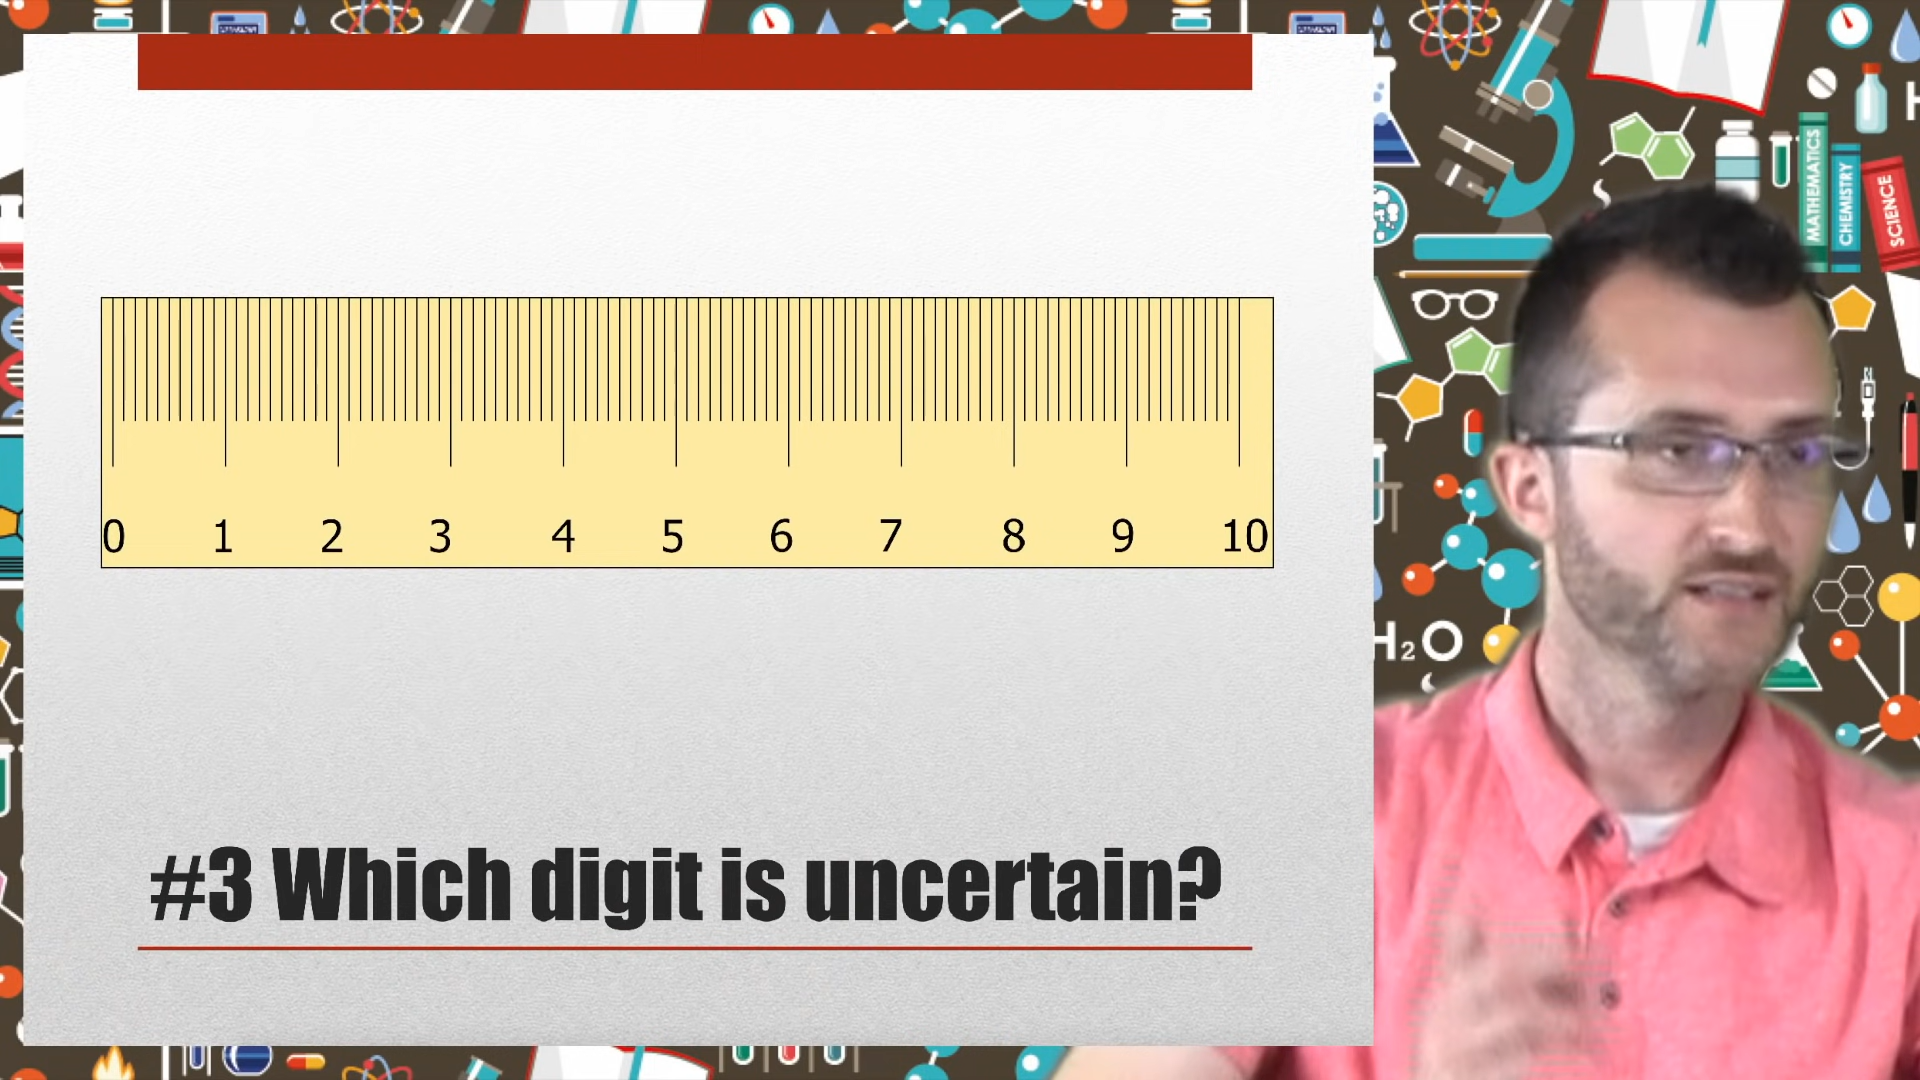 MATHEMATICS
CHEMISTRY
SCIENCE
0 1 2 3 4 5 6 7 8 9 10
H₂O
#3 Which digit is uncertain?